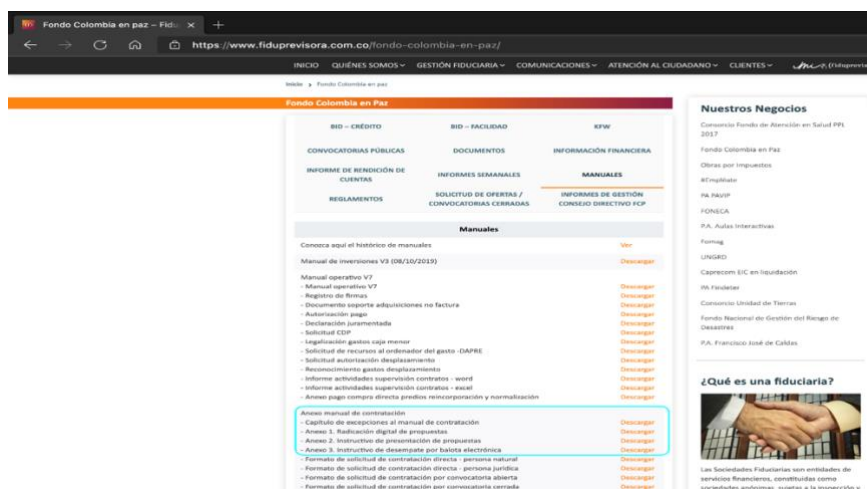 Fondo Colombia en paz – Fidu
https://www.fiduprevisora.com.co/fondo-colombia-en-paz/
INICIO QUIÉNES SOMOS GESTIÓN FIDUCIARIA COMUNICACIONES ATENCIÓN AL CIUDADANO CLIENTES
Inicio Fondo Colombia en paz
Fondo Colombia en Paz
BID – CRÉDITO BID – FACILIDAD KFW
CONVOCATORIAS PÚBLICAS DOCUMENTOS INFORMACIÓN FINANCIERA
INFORME DE RENDICIÓN DE CUENTAS INFORMES SEMANALES MANUALES
REGLAMENTOS SOLICITUD DE OFERTAS / CONVOCATORIAS CERRADAS INFORMES DE GESTIÓN CONSEJO DIRECTIVO FCP
Manuales
Conozca aquí el histórico de manuales Ver
Manual de inversiones V3 (08/10/2019) Descargar
Manual operativo V7
- Manual operativo V7 Descargar
- Registro de firmas Descargar
- Documento soporte adquisiciones no factura Descargar
- Autorización pago Descargar
- Declaración juramentada Descargar
- Solicitud CDP Descargar
- Legalización gastos caja menor Descargar
- Solicitud de recursos al ordenador del gasto -DAPRE Descargar
- Solicitud autorización desplazamiento Descargar
- Reconocimiento gastos desplazamiento Descargar
- Informe actividades supervisión contratos - word Descargar
- Informe actividades supervisión contratos - excel Descargar
- Anexo pago compra directa predios reincorporación y normalización Descargar
Anexo manual de contratación
- Capítulo de excepciones al manual de contratación Descargar
- Anexo 1. Radicación digital de propuestas Descargar
- Anexo 2. Instructivo de presentación de propuestas Descargar
- Anexo 3. Instructivo de desempate por balota electrónica Descargar
- Formato de solicitud de contratación directa - persona natural Descargar
- Formato de solicitud de contratación directa - persona jurídica Descargar
- Formato de solicitud de contratación por convocatoria abierta Descargar
- Formato de solicitud de contratación por convocatoria cerrada Descargar
Nuestros Negocios
Consorcio Fondo de Atención en Salud PPL
2017
Fondo Colombia en Paz
Obras por Impuestos
#Empléate
PA PAVIP
FONECA
P.A. Aulas Interactivas
Fomag
UNGRD
Caprecom EIC en liquidación
PA Findeter
Consorcio Unidad de Tierras
Fondo Nacional de Gestión del Riesgo de
Desastres
P.A. Francisco José de Caldas
¿Qué es una fiduciaria?
Las Sociedades Fiduciarias son entidades de
servicios financieros, constituidas como
sociedades anónimas, sujetas a la inspección y